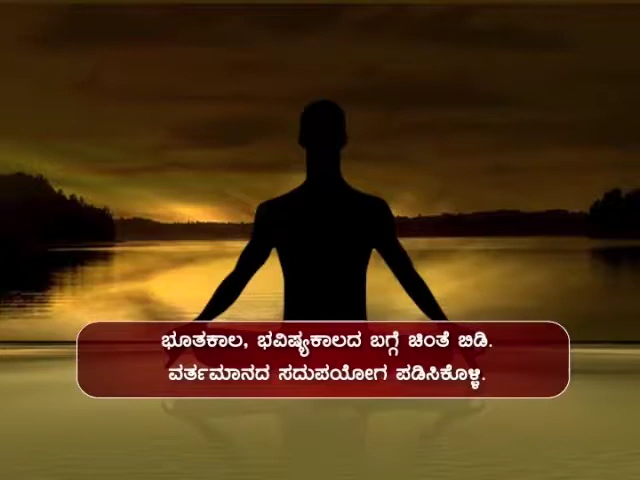 ಭೂತಕಾಲ, ಭವಿಷ್ಯಕಾಲದ ಬಗ್ಗೆ ಚಿಂತೆ ಬಿಡಿ.
ವರ್ತಮಾನದ ಸದುಪಯೋಗ ಪಡಿಸಿಕೊಳ್ಳಿ.